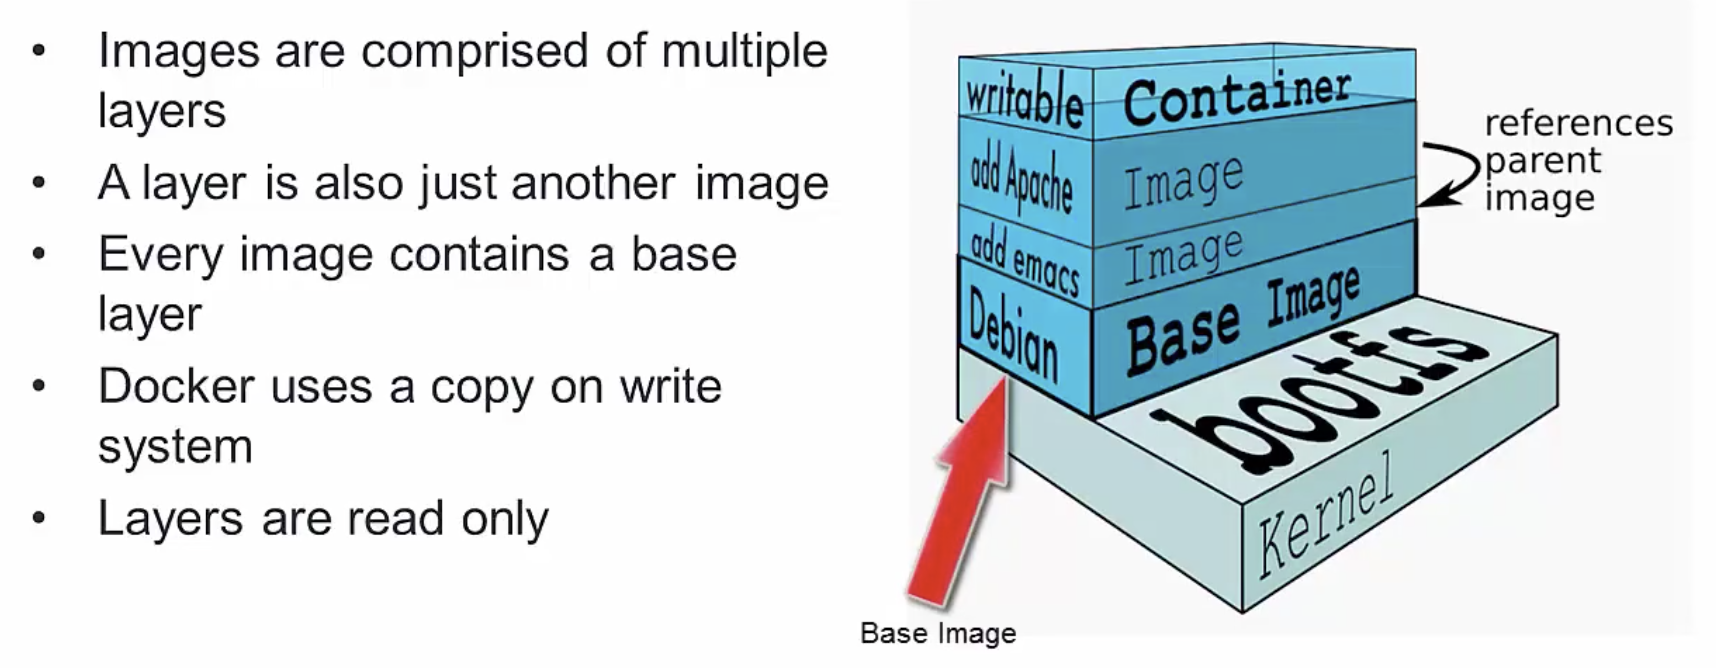 • Images are comprised of multiple
layers
• A layer is also just another image
• Every image contains a base
layer
• Docker uses a copy on write
system
• Layers are read only
writable Container
add Apache Image
add emacs Image
Debian Base Image
references
parent
image
bootfs
Kernel
Base Image